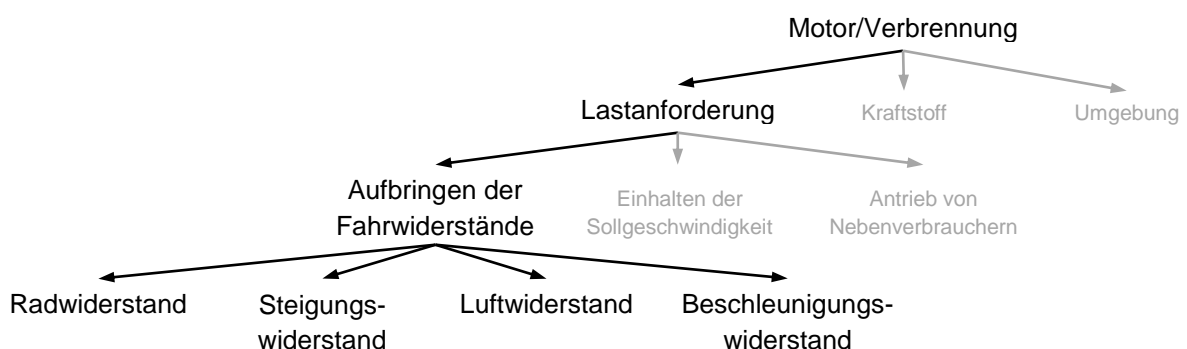 Motor/Verbrennung
Lastanforderung
Kraftstoff
Umgebung
Aufbringen der
Fahrwiderstände
Einhalten der
Sollgeschwindigkeit
Antrieb von
Nebenverbrauchern
Radwiderstand
Steigungs-
widerstand
Luftwiderstand
Beschleunigungs-
widerstand